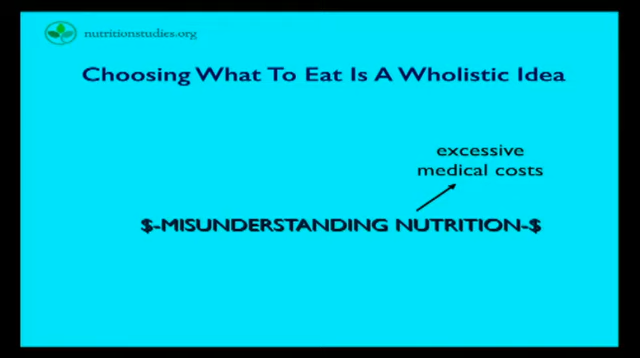 nutritionstudies.org
Choosing What To Eat Is A Wholistic Idea
excessive
medical costs
$-MISUNDERSTANDING NUTRITION-$